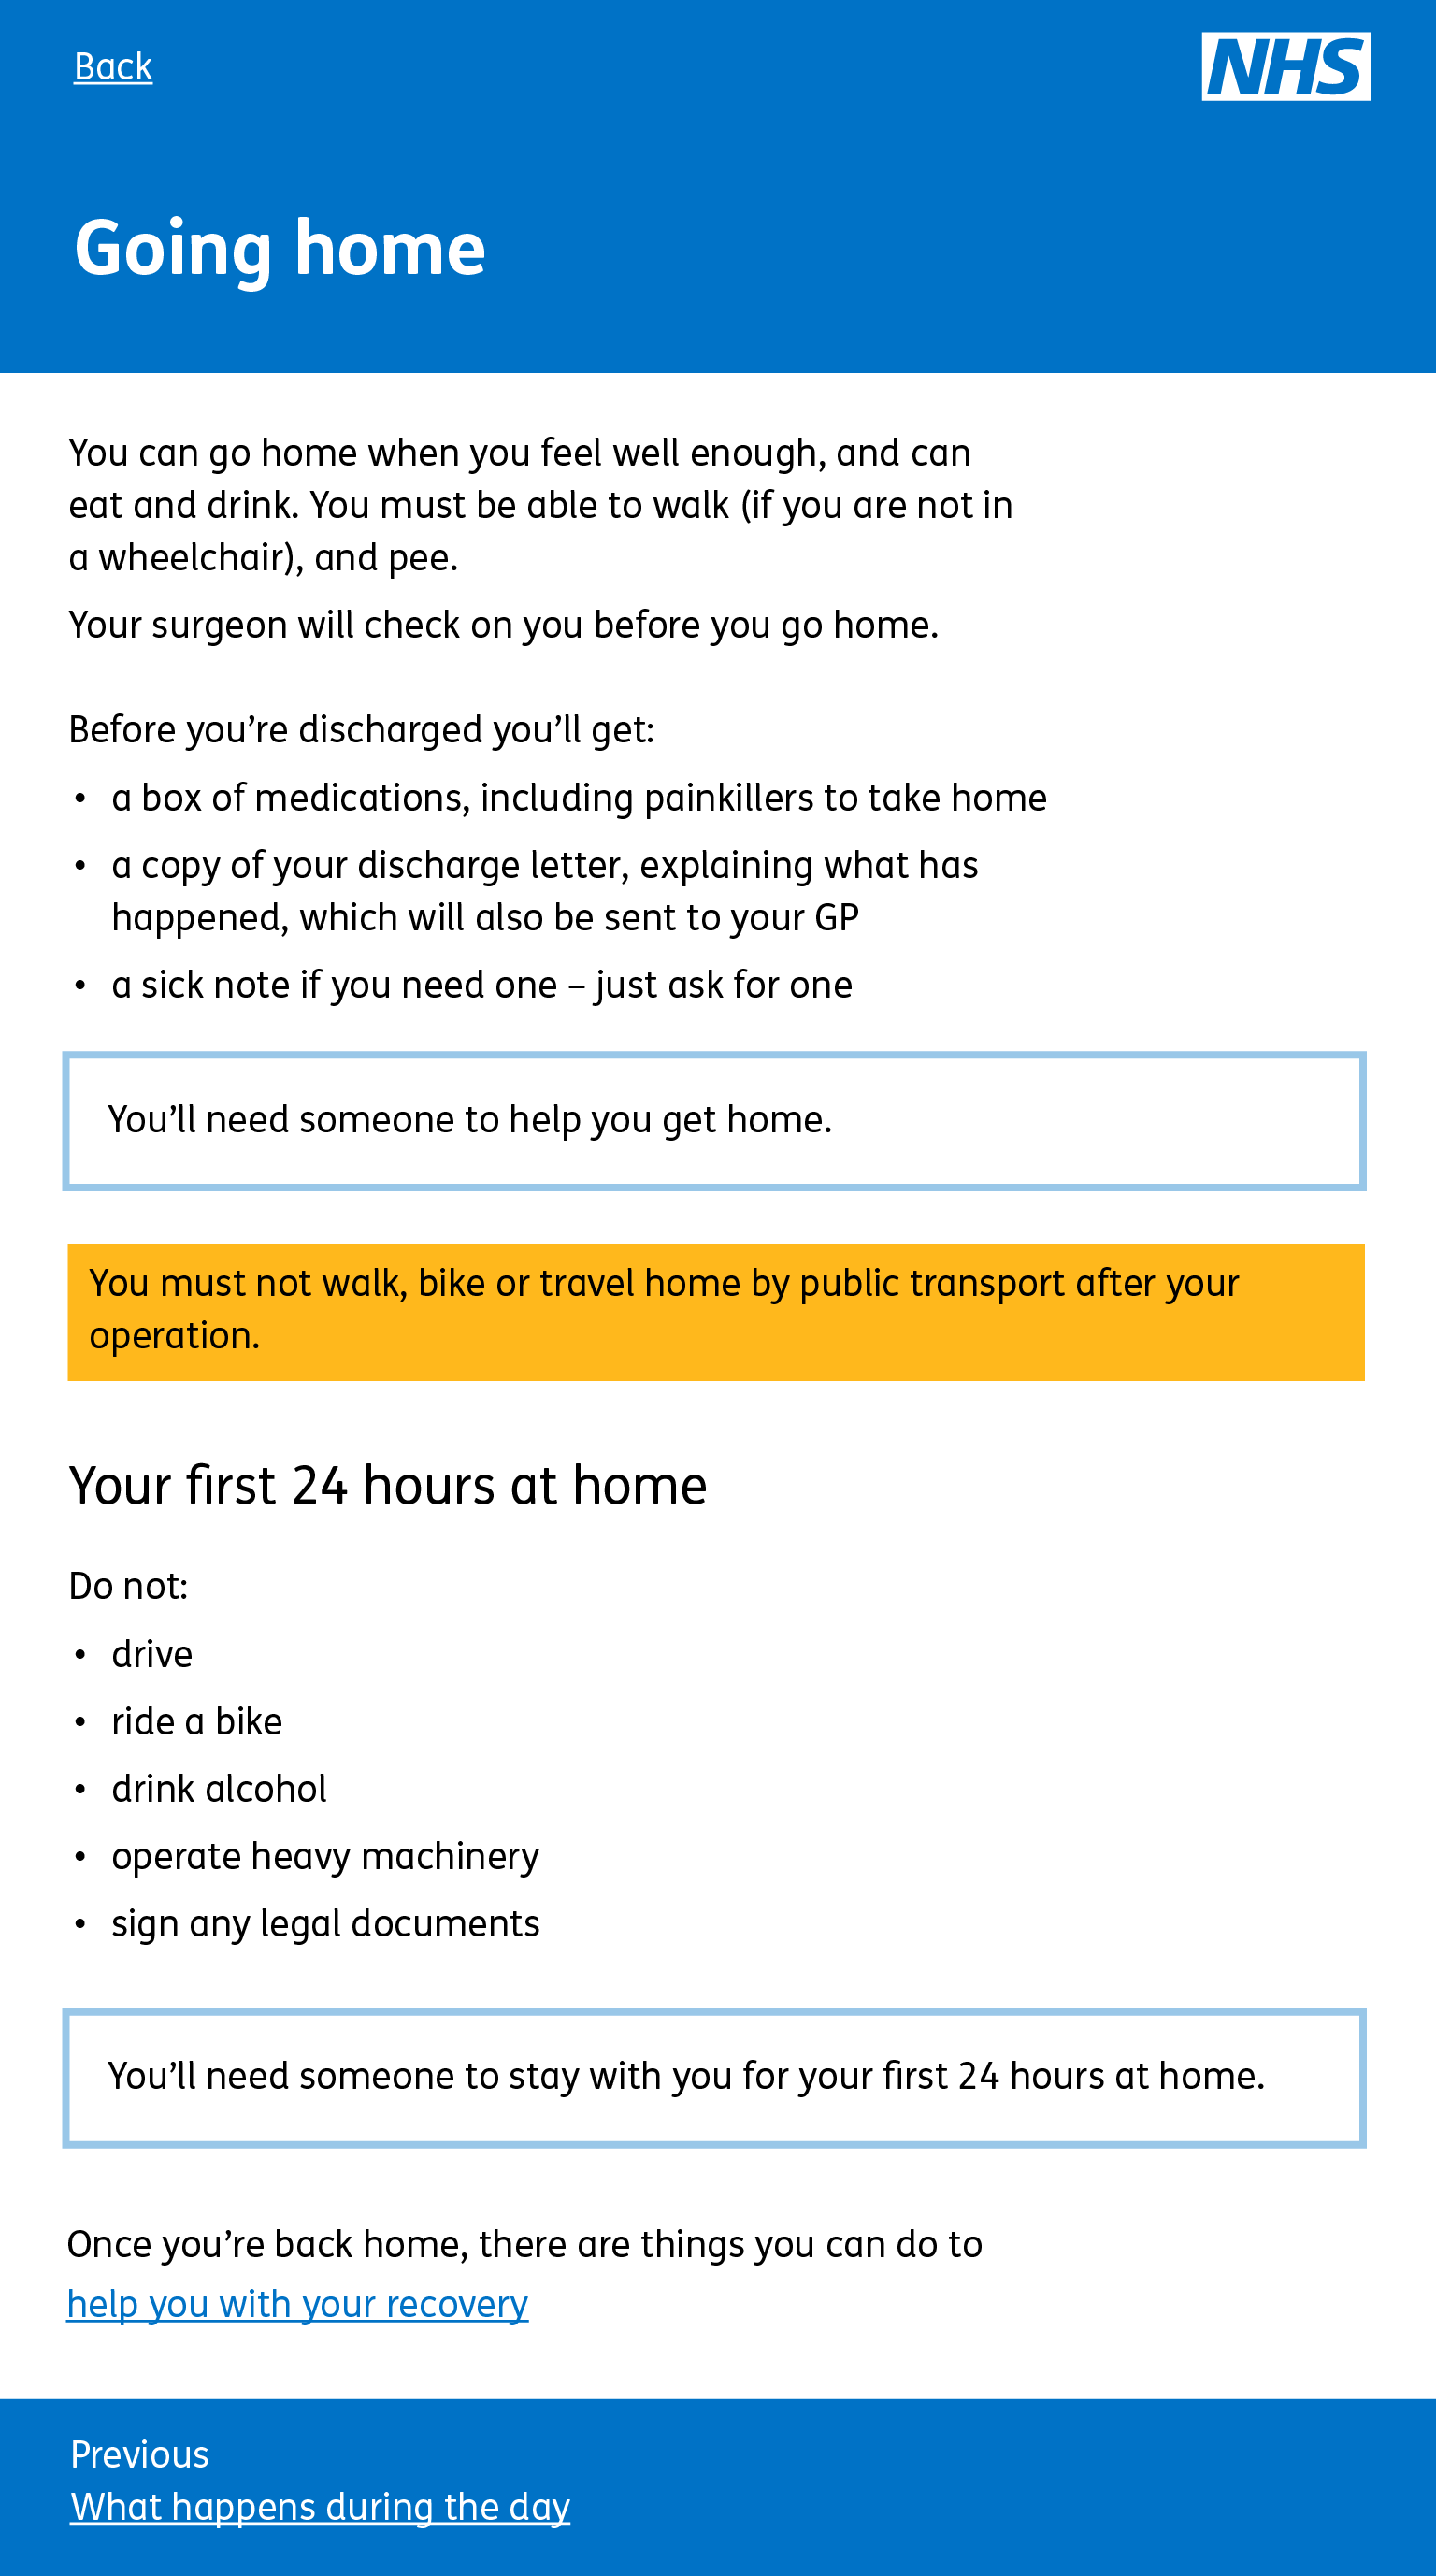 Back
NHS
Going home
You can go home when you feel well enough, and can
eat and drink. You must be able to walk (if you are not in
a wheelchair), and pee.
Your surgeon will check on you before you go home.
Before you’re discharged you’ll get:
• a box of medications, including painkillers to take home
• a copy of your discharge letter, explaining what has
happened, which will also be sent to your GP
• a sick note if you need one – just ask for one
You’ll need someone to help you get home.
You must not walk, bike or travel home by public transport after your
operation.
Your first 24 hours at home
Do not:
• drive
• ride a bike
• drink alcohol
• operate heavy machinery
• sign any legal documents
You’ll need someone to stay with you for your first 24 hours at home.
Once you’re back home, there are things you can do to
help you with your recovery
Previous
What happens during the day